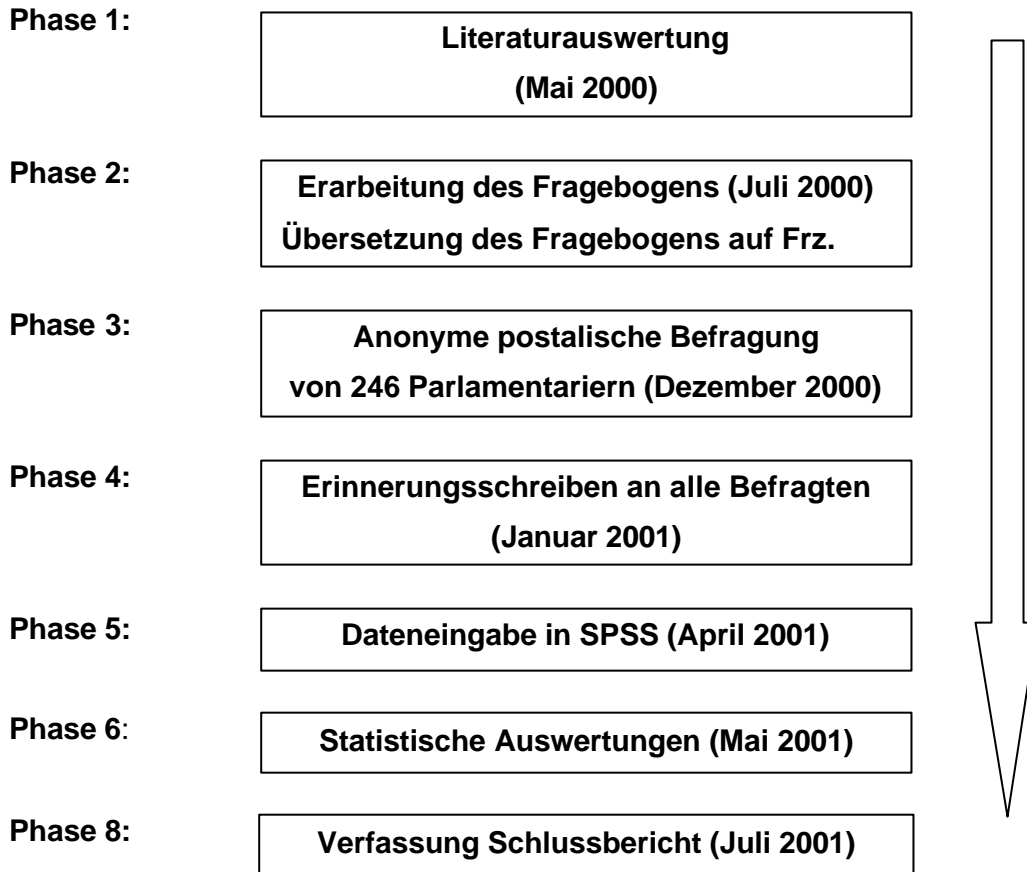 Phase 1:
Literaturauswertung
(Mai 2000)
Phase 2:
Erarbeitung des Fragebogens (Juli 2000)
Übersetzung des Fragebogens auf Frz.
Phase 3:
Anonyme postalische Befragung
von 246 Parlamentariern (Dezember 2000)
Phase 4:
Erinnerungsschreiben an alle Befragten
(Januar 2001)
Phase 5:
Dateneingabe in SPSS (April 2001)
Phase 6:
Statistische Auswertungen (Mai 2001)
Phase 8:
Verfassung Schlussbericht (Juli 2001)